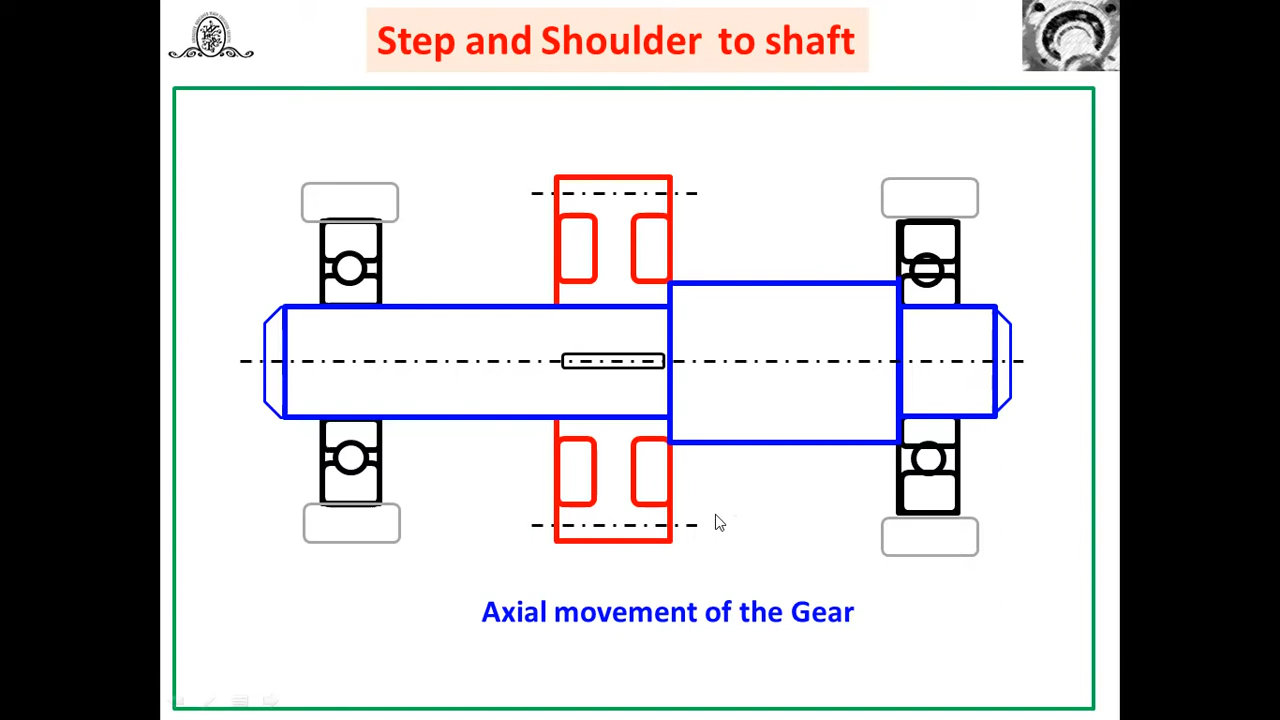 Step and Shoulder to shaft
Axial movement of the Gear